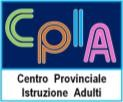 CpIA
Centro Provinciale
Istruzione Adulti